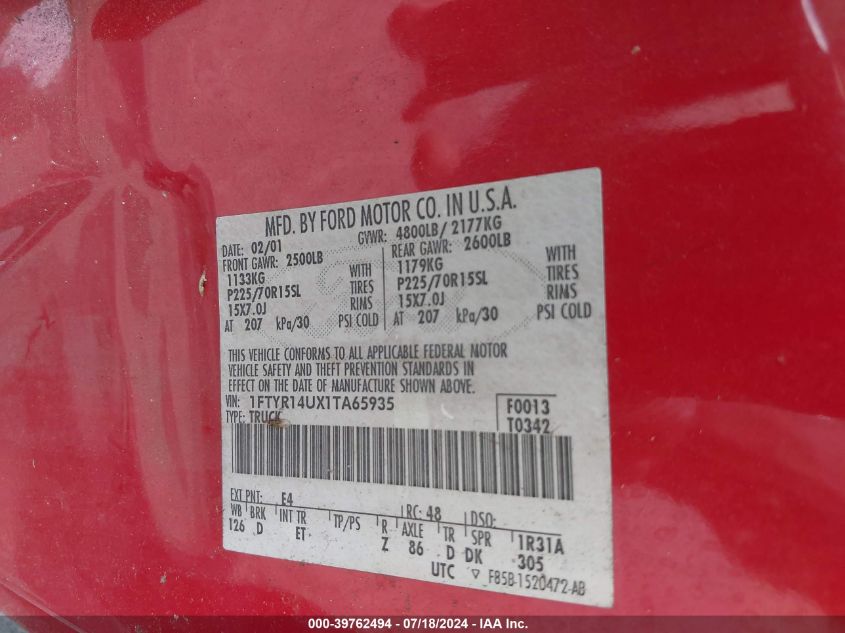 MFD. BY FORD MOTOR CO. IN U.S.A.
DATE: 02/01 GVWR: 4800LB/ 2177KG
FRONT GAWR: 2500LB REAR GAWR: 2600LB
1133KG WITH 1179KG WITH
P225/70R15SL TIRES P225/70R15SL TIRES
15X7.0J RIMS 15X7.0J RIMS
AT 207 kPa/30 PSI COLD AT 207 kPa/30 PSI COLD
THIS VEHICLE CONFORMS TO ALL APPLICABLE FEDERAL MOTOR
VEHICLE SAFETY AND THEFT PREVENTION STANDARDS IN
EFFECT ON THE DATE OF MANUFACTURE SHOWN ABOVE.
VIN: 1FTYR14UX1TA65935 F0013
TYPE: TRUCK T0342
EXT PNT: E4 RC: 48 DSO:
WB BRK INT TR TP/PS R AXLE TR SPR 1R31A
126 D ET Z 86 D DK 305
UTC ▽ F85B-1520472-AB
000-39762494 - 07/18/2024 - IAA Inc.